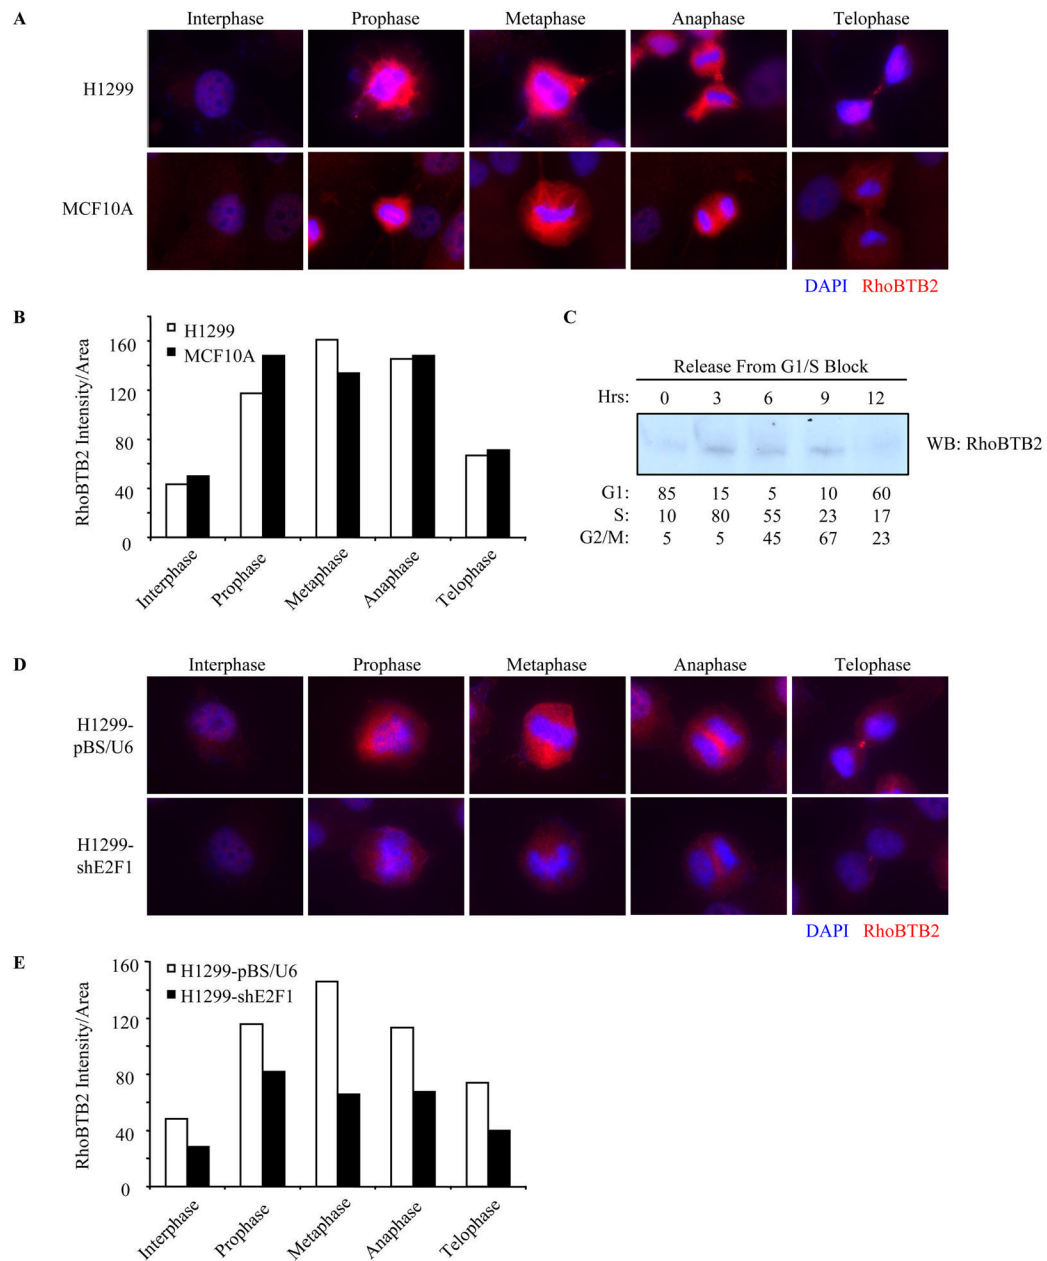 A
Interphase Prophase Metaphase Anaphase Telophase
H1299
MCF10A
DAPI RhoBTB2
B
RhoBTB2 Intensity/Area
160
120
80
40
0
H1299
MCF10A
Interphase Prophase Metaphase Anaphase Telophase
C
Release From G1/S Block
Hrs: 0 3 6 9 12
WB: RhoBTB2
G1: 85 15 5 10 60
S: 10 80 55 23 17
G2/M: 5 5 45 67 23
D
Interphase Prophase Metaphase Anaphase Telophase
H1299-
pBS/U6
H1299-
shE2F1
DAPI RhoBTB2
E
RhoBTB2 Intensity/Area
160
120
80
40
0
H1299-pBS/U6
H1299-shE2F1
Interphase Prophase Metaphase Anaphase Telophase